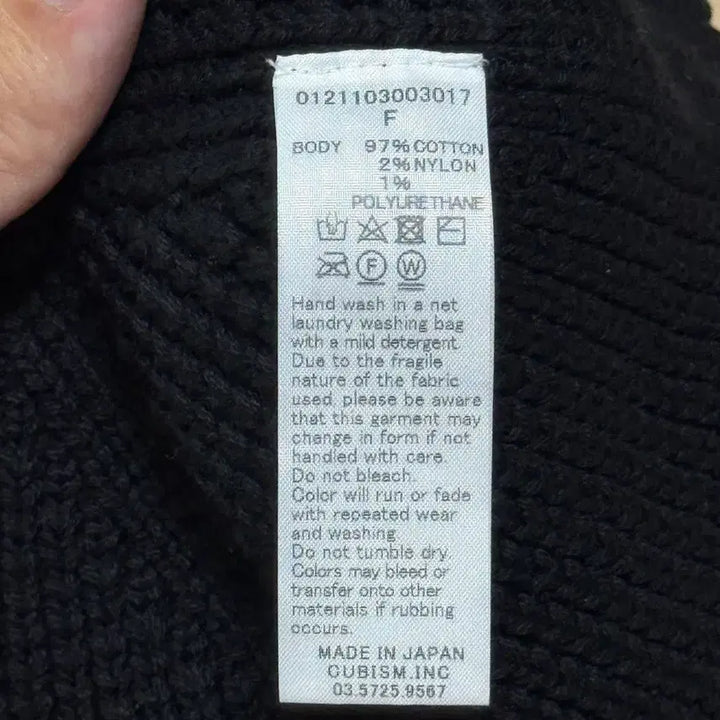 0121103003017
F
BODY 97% COTTON
2% NYLON
1%
POLYURETHANE
F W
Hand wash in a net
laundry washing bag
with a mild detergent.
Due to the fragile
nature of the fabric
used, please be aware
that this garment may
change in form if not
handled with care.
Do not bleach.
Color will run or fade
with repeated wear
and washing.
Do not tumble dry.
Colors may bleed or
transfer onto other
materials if rubbing
occurs.
MADE IN JAPAN
CUBISM.INC
03.5725.9567